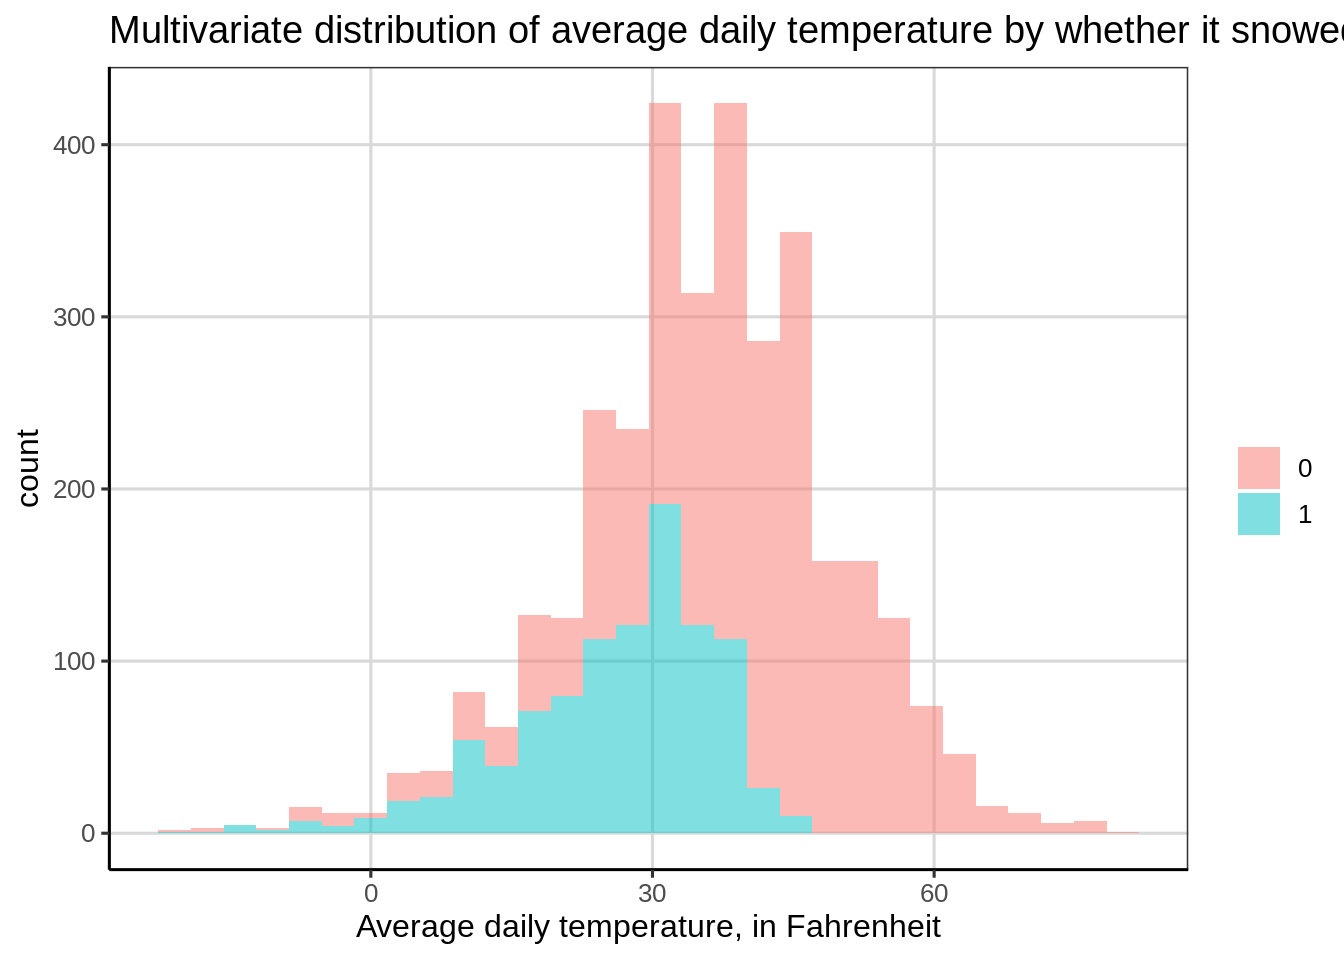 Multivariate distribution of average daily temperature by whether it snowed
400
300
200
100
0
count
0
1
0 30 60
Average daily temperature, in Fahrenheit